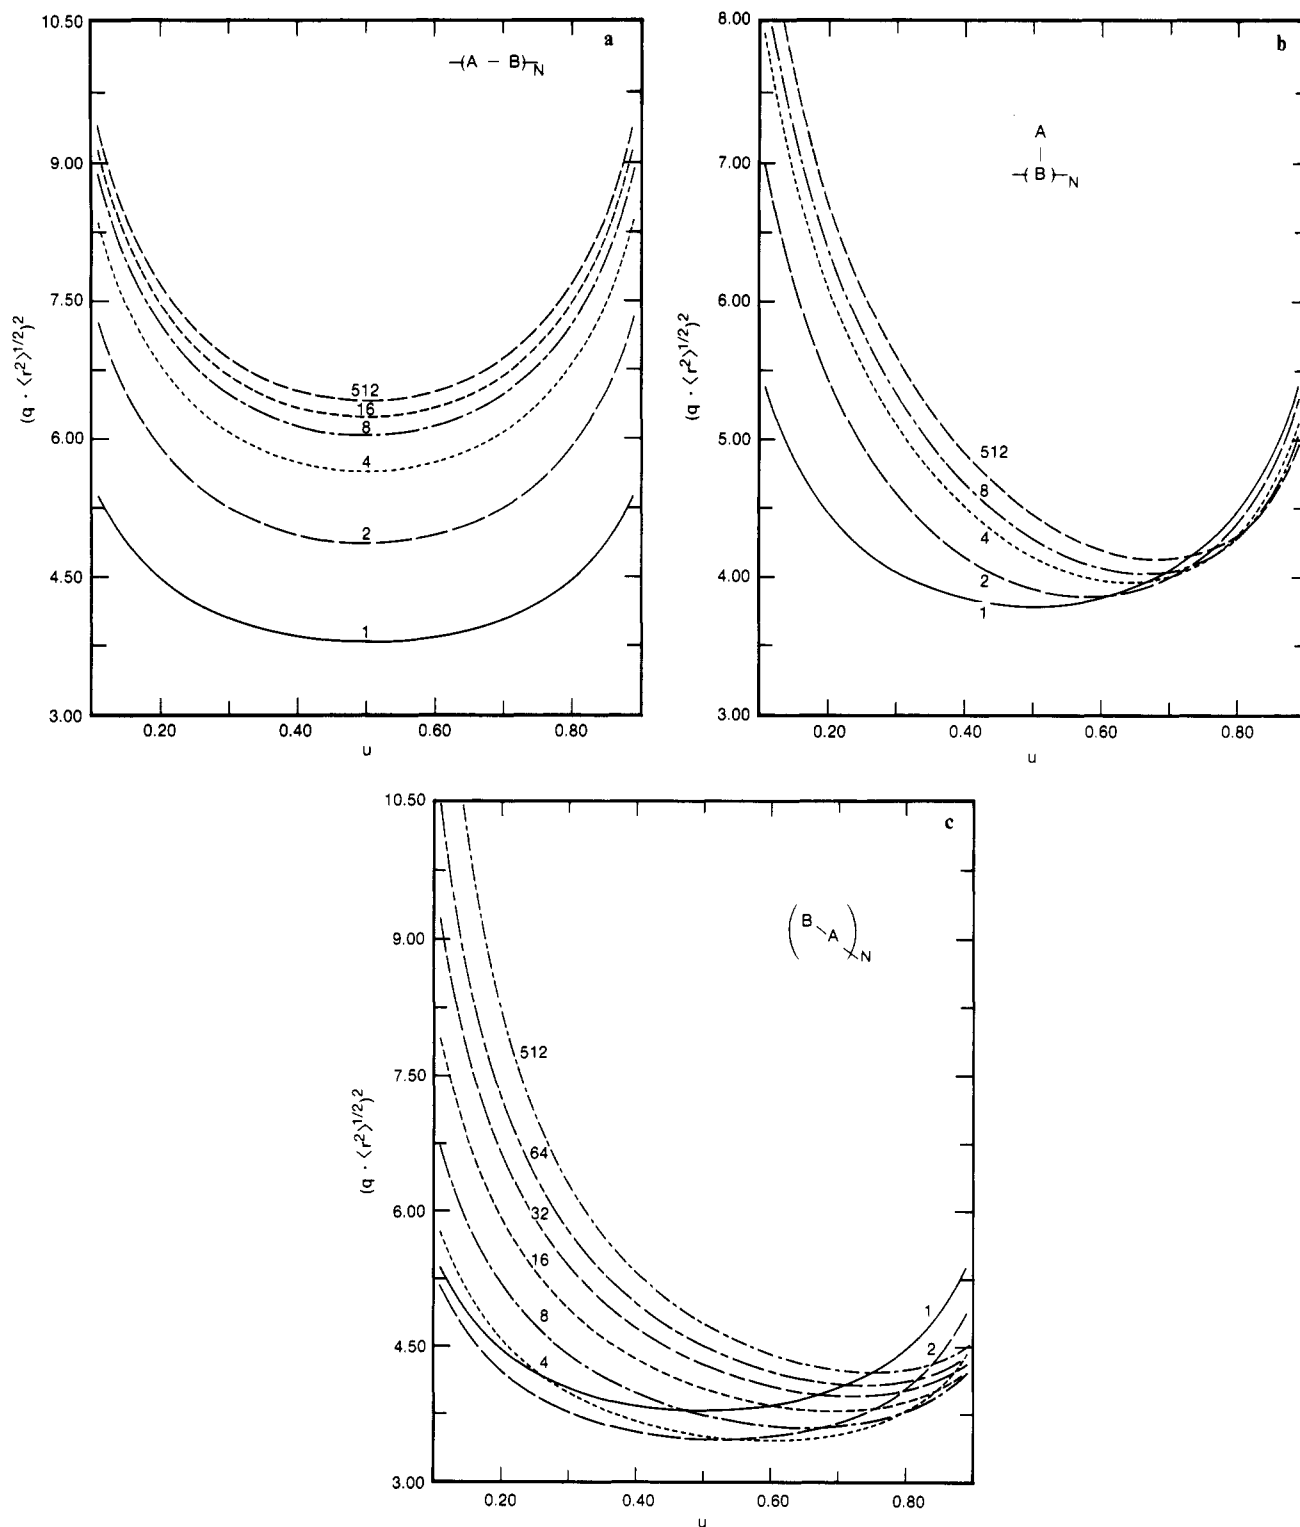 a
10.50
9.00
7.50
6.00
4.50
3.00
(q · ⟨r²⟩^1/2)²
—(A – B)—N
512
16
8
4
2
1
0.20 0.40 0.60 0.80
u
b
8.00
7.00
6.00
5.00
4.00
3.00
(q · ⟨r²⟩^1/2)²
A
|
—(B)—N
512
8
4
2
1
0.20 0.40 0.60 0.80
u
c
10.50
9.00
7.50
6.00
4.50
3.00
(q · ⟨r²⟩^1/2)²
(B
A)N
512
64
32
16
8
4
1
2
0.20 0.40 0.60 0.80
u